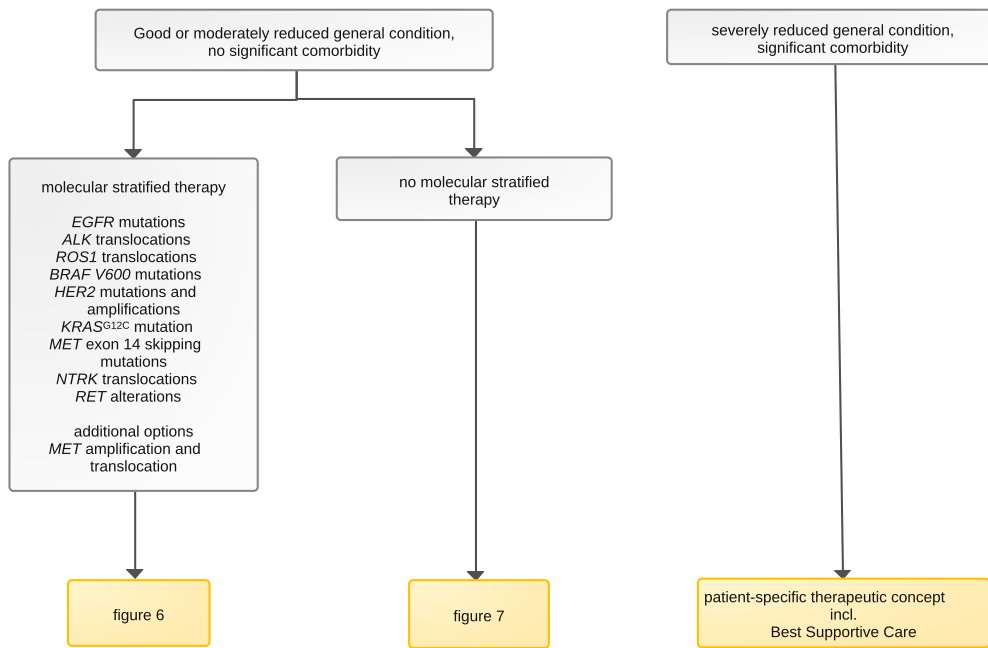 Good or moderately reduced general condition,
no significant comorbidity
severely reduced general condition,
significant comorbidity
molecular stratified therapy
EGFR mutations
ALK translocations
ROS1 translocations
BRAF V600 mutations
HER2 mutations and
amplifications
KRASG12C mutation
MET exon 14 skipping
mutations
NTRK translocations
RET alterations
additional options
MET amplification and
translocation
no molecular stratified
therapy
figure 6
figure 7
patient-specific therapeutic concept
incl.
Best Supportive Care